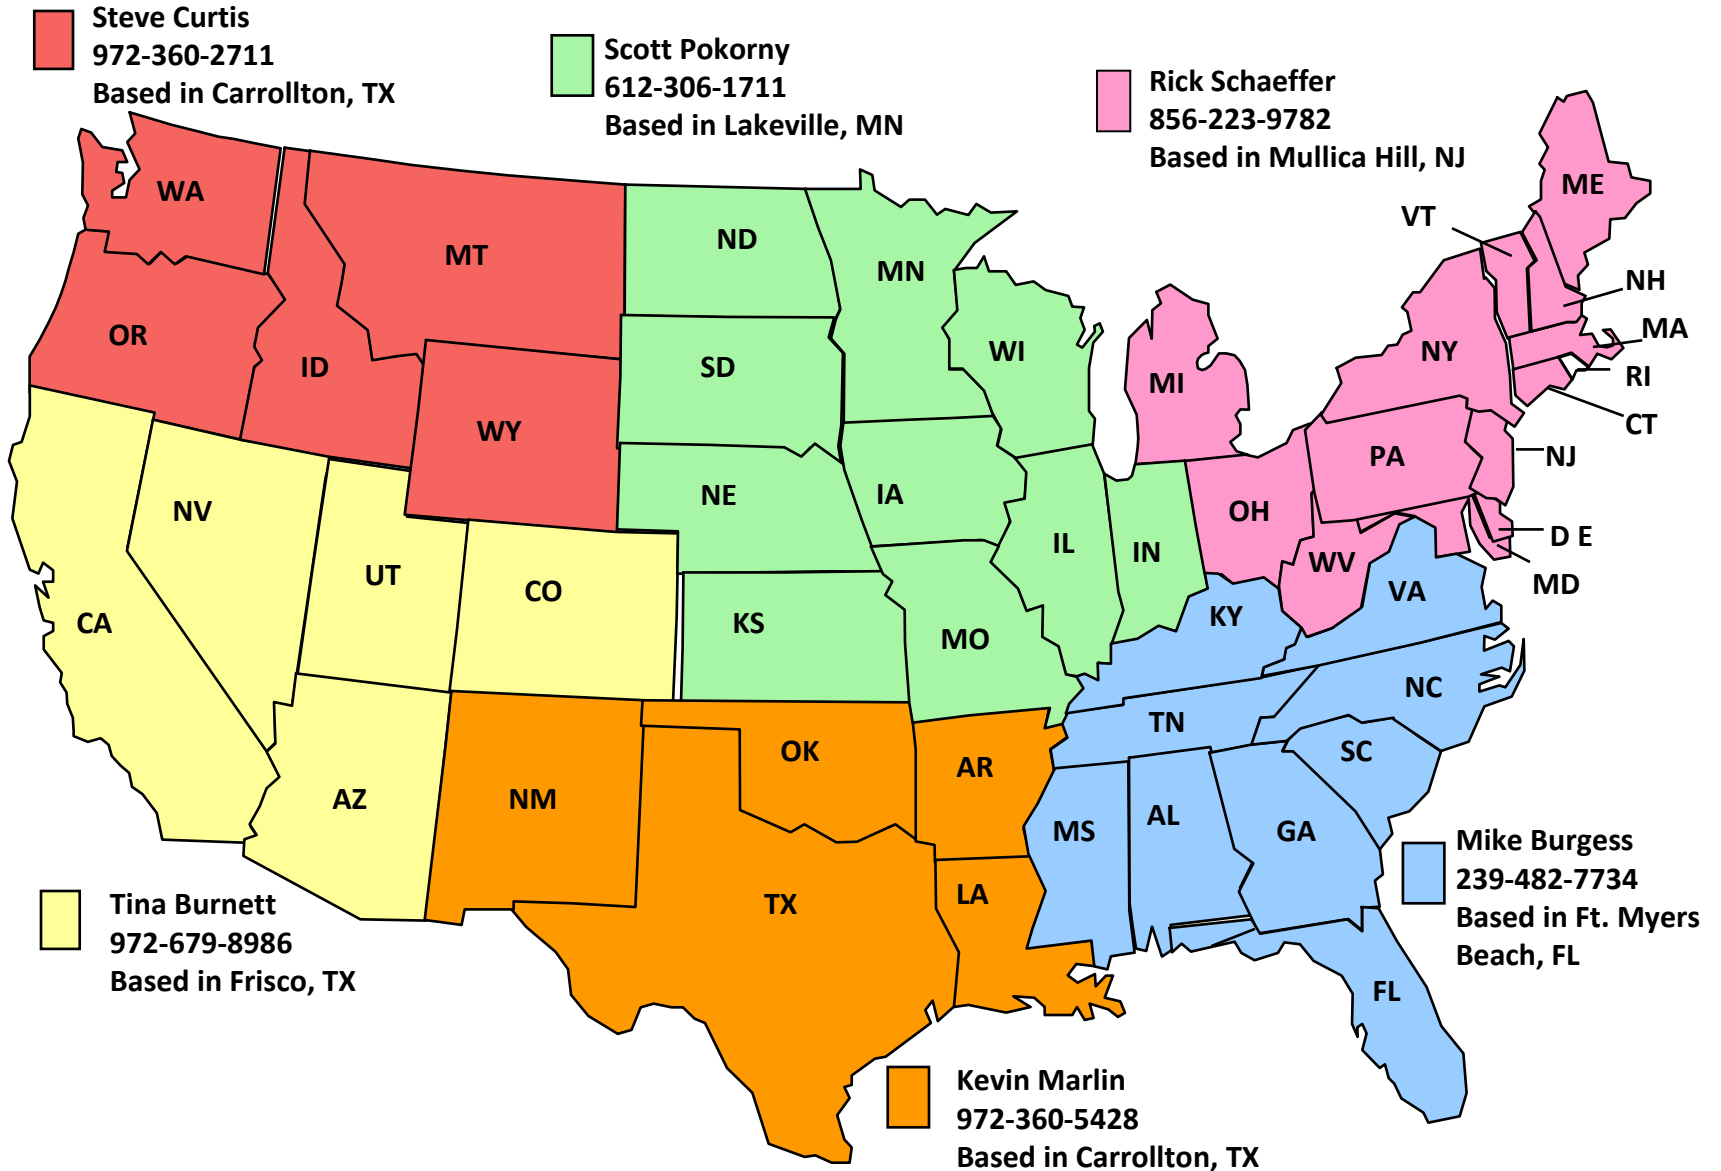 Steve Curtis
972-360-2711
Based in Carrollton, TX
Scott Pokorny
612-306-1711
Based in Lakeville, MN
Rick Schaeffer
856-223-9782
Based in Mullica Hill, NJ
WA
MT
ND
MN
ME
VT
NH
MA
RI
CT
NJ
D E
MD
OR
ID
WY
SD
WI
MI
NY
PA
NE
IA
IL
IN
OH
WV
VA
NV
UT
CO
CA
KS
MO
KY
NC
TN
SC
AZ
NM
OK
AR
MS
AL
GA
TX
LA
FL
Tina Burnett
972-679-8986
Based in Frisco, TX
Mike Burgess
239-482-7734
Based in Ft. Myers
Beach, FL
Kevin Marlin
972-360-5428
Based in Carrollton, TX